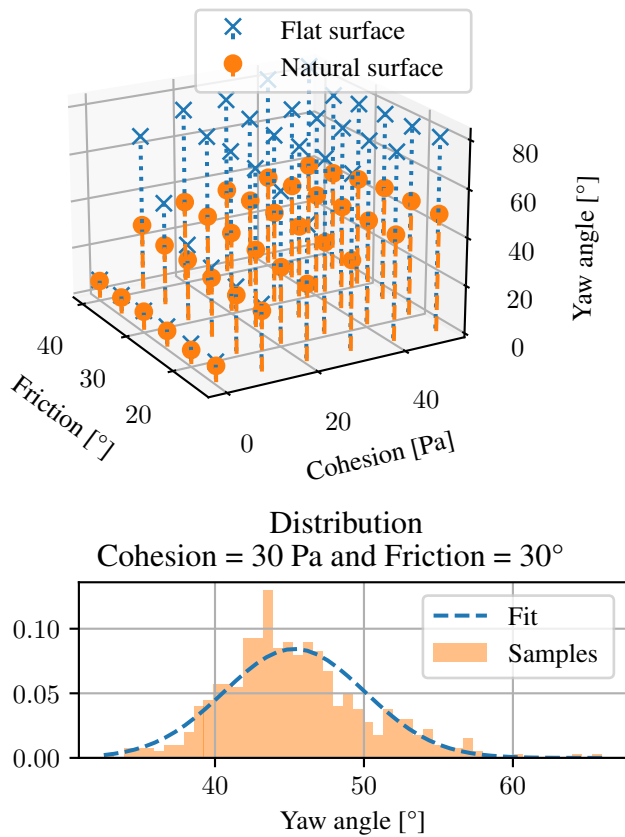 Flat surface
Natural surface
80
60
40
20
0
Yaw angle [°]
40
30
20
Friction [°]
0
20
40
Cohesion [Pa]
Distribution
Cohesion = 30 Pa and Friction = 30°
0.10
0.05
0.00
Fit
Samples
40
50
60
Yaw angle [°]